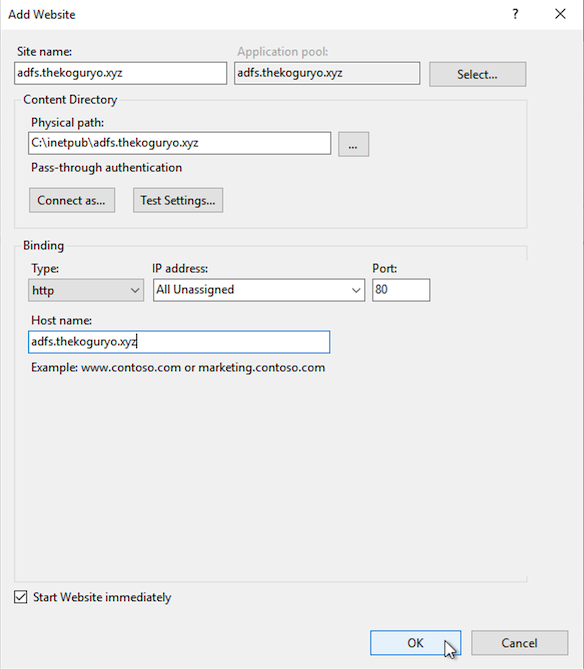 Add Website
?
Site name:
Application pool:
adfs.thekoguryo.xyz
adfs.thekoguryo.xyz
Select...
Content Directory
Physical path:
C:\inetpub\adfs.thekoguryo.xyz
...
Pass-through authentication
Connect as...
Test Settings...
Binding
Type:
IP address:
Port:
http
All Unassigned
80
Host name:
adfs.thekoguryo.xyz
Example: www.contoso.com or marketing.contoso.com
Start Website immediately
OK
Cancel